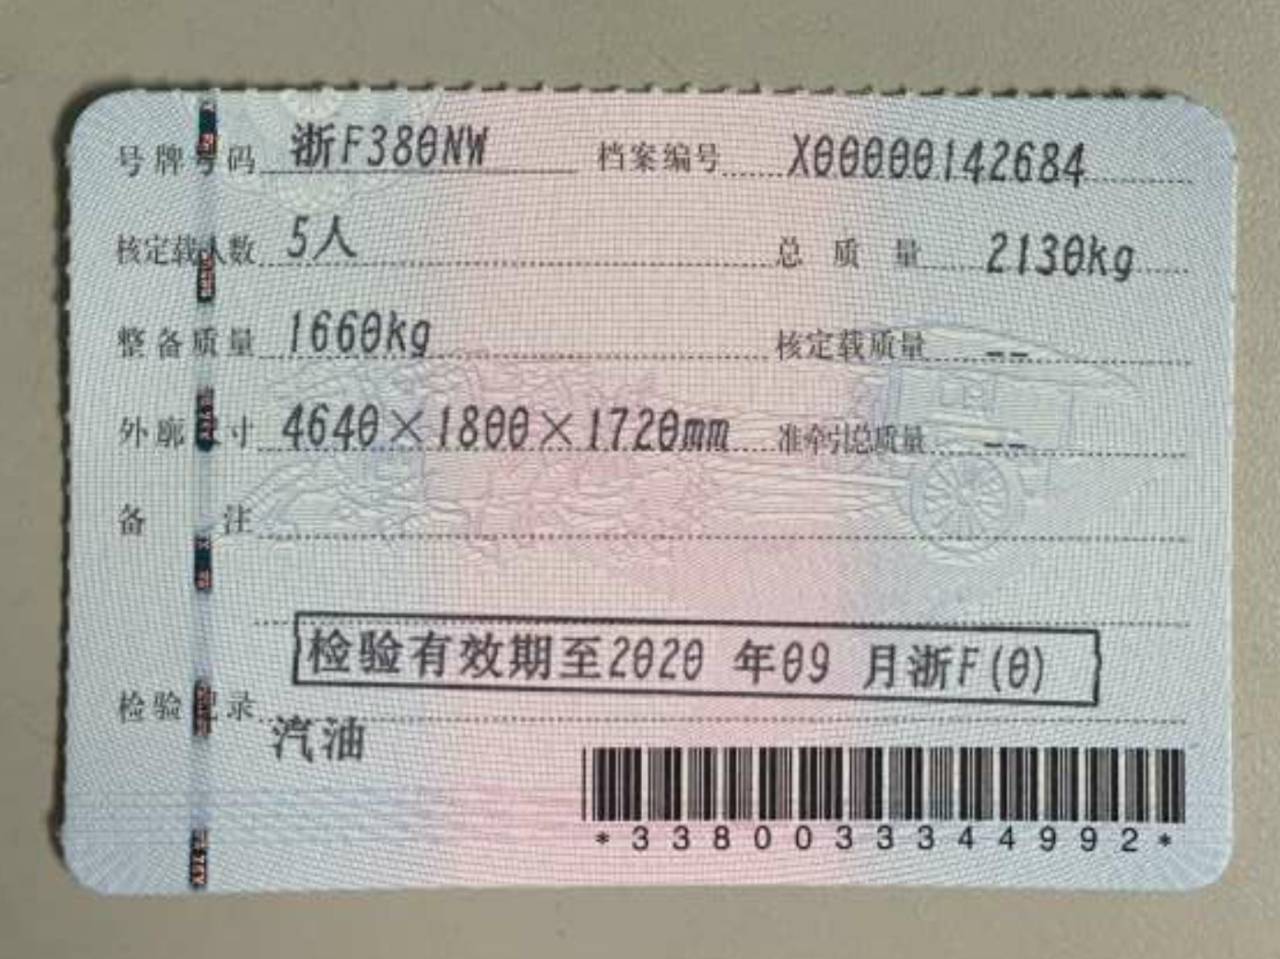 号牌号码 浙F380NW 档案编号 X00000142684
核定载人数 5人 总质量 2130kg
整备质量 1660kg 核定载质量 --
外廓尺寸 4640×1800×1720mm 准牵引总质量 --
备注
检验有效期至2020 年09 月浙F(0)
检验记录
汽油
*3380033344992*